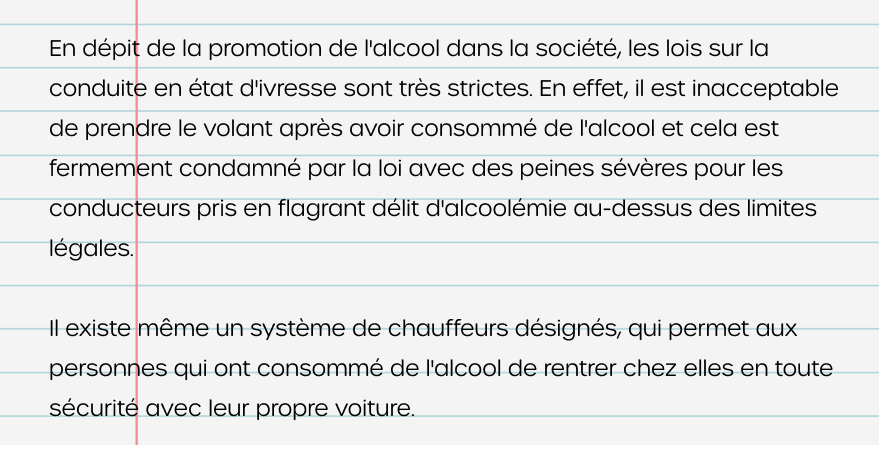 En dépit de la promotion de l'alcool dans la société, les lois sur la
conduite en état d'ivresse sont très strictes. En effet, il est inacceptable
de prendre le volant après avoir consommé de l'alcool et cela est
fermement condamné par la loi avec des peines sévères pour les
conducteurs pris en flagrant délit d'alcoolémie au-dessus des limites
légales.
Il existe même un système de chauffeurs désignés, qui permet aux
personnes qui ont consommé de l'alcool de rentrer chez elles en toute
sécurité avec leur propre voiture.